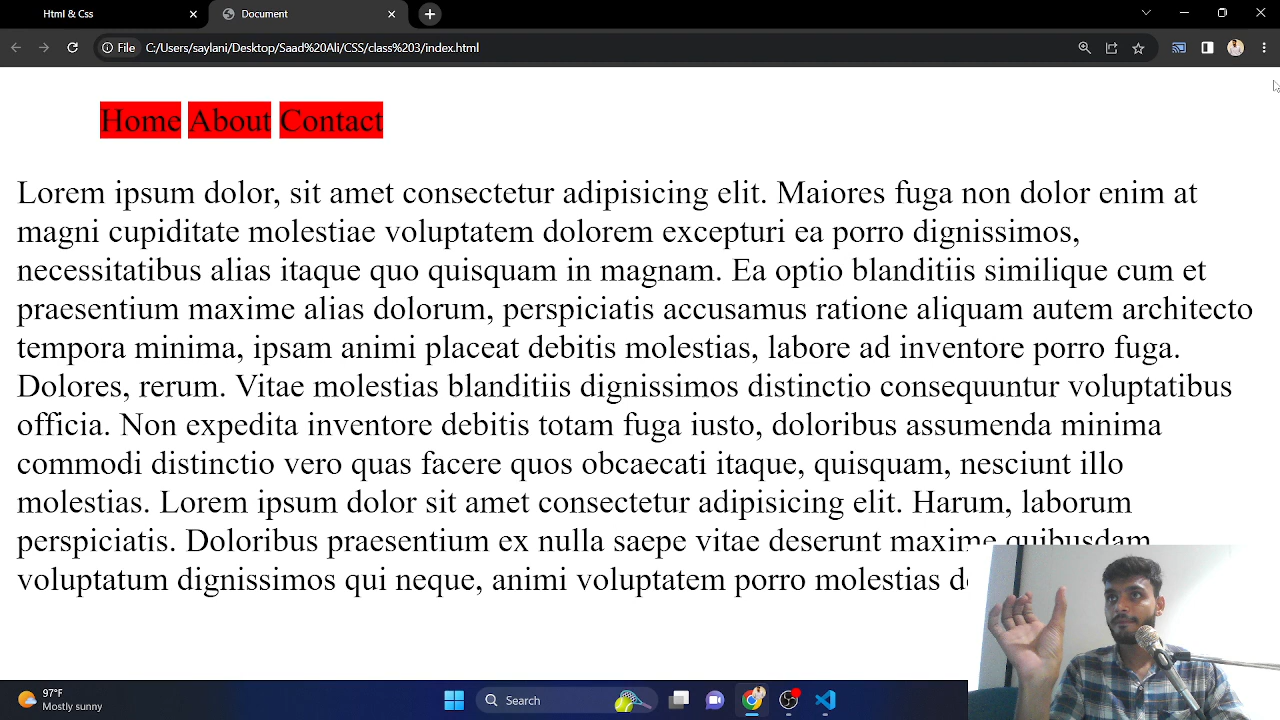 Html & Css
Document
File C:/Users/saylani/Desktop/Saad%20Ali/CSS/class%203/index.html
Home About Contact
Lorem ipsum dolor, sit amet consectetur adipisicing elit. Maiores fuga non dolor enim at
magni cupiditate molestiae voluptatem dolorem excepturi ea porro dignissimos,
necessitatibus alias itaque quo quisquam in magnam. Ea optio blanditiis similique cum et
praesentium maxime alias dolorum, perspiciatis accusamus ratione aliquam autem architecto
tempora minima, ipsam animi placeat debitis molestias, labore ad inventore porro fuga.
Dolores, rerum. Vitae molestias blanditiis dignissimos distinctio consequuntur voluptatibus
officia. Non expedita inventore debitis totam fuga iusto, doloribus assumenda minima
commodi distinctio vero quas facere quos obcaecati itaque, quisquam, nesciunt illo
molestias. Lorem ipsum dolor sit amet consectetur adipisicing elit. Harum, laborum
perspiciatis. Doloribus praesentium ex nulla saepe vitae deserunt maxime quibusdam
voluptatum dignissimos qui neque, animi voluptatem porro molestias
97°F
Mostly sunny
Search